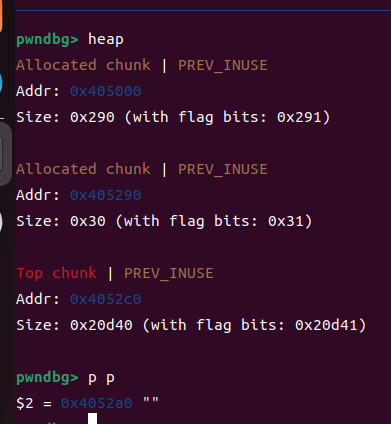 pwndbg> heap
Allocated chunk | PREV_INUSE
Addr: 0x405000
Size: 0x290 (with flag bits: 0x291)
Allocated chunk | PREV_INUSE
Addr: 0x405290
Size: 0x30 (with flag bits: 0x31)
Top chunk | PREV_INUSE
Addr: 0x4052c0
Size: 0x20d40 (with flag bits: 0x20d41)
pwndbg> p p
$2 = 0x4052a0 ""